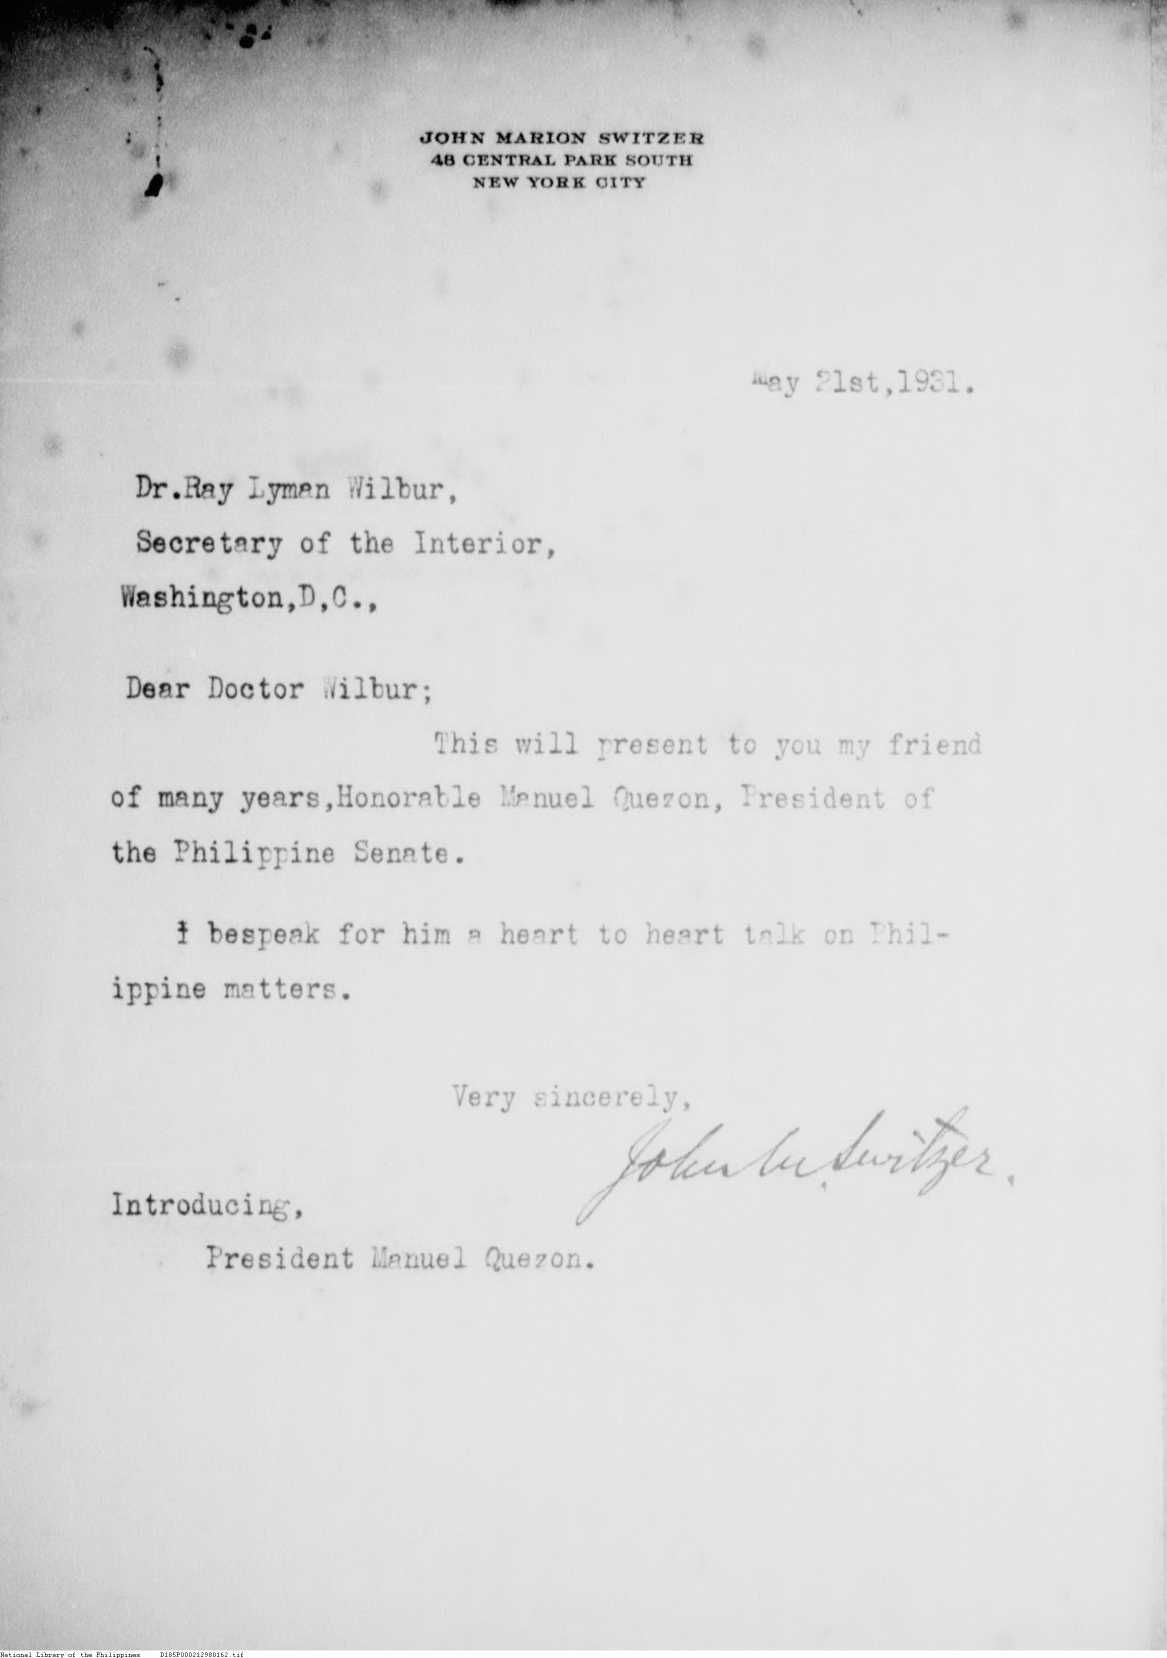 JOHN MARION SWITZER
48 CENTRAL PARK SOUTH
NEW YORK CITY
May 21st,1931.
Dr.Ray Lyman Wilbur,
Secretary of the Interior,
Washington,D,C.,
Dear Doctor Wilbur;
This will present to you my friend
of many years,Honorable Manuel Quezon, President of
the Philippine Senate.
I bespeak for him a heart to heart talk on Phil-
ippine matters.
Very sincerely,
John M. Switzer.
Introducing,
President Manuel Quezon.
National Library of the Philippines D185P000212980162.tif